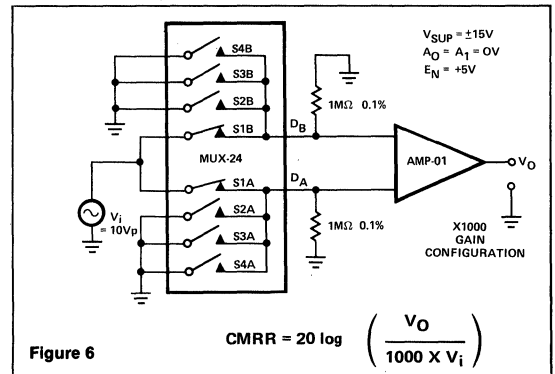 V_SUP = ±15V
A_O = A_1 = OV
E_N = +5V
S4B
S3B
S2B
S1B
MUX-24
S1A
S2A
S3A
S4A
D_B
D_A
1MΩ 0.1%
1MΩ 0.1%
AMP-01
V_O
V_i
= 10V_p
X1000
GAIN
CONFIGURATION
CMRR = 20 log ( V_O / 1000 X V_i )
Figure 6